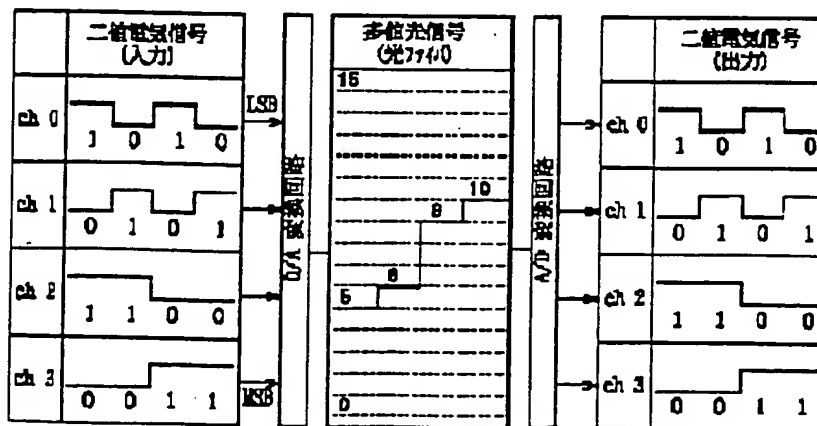 二値電気信号
(入力)
ch 0
1 0 1 0
LSB
ch 1
0 1 0 1
ch 2
1 1 0 0
ch 3
0 0 1 1
MSB
D/A 変換回路
多値光信号
(光ファイバ)
15
10
9
6
5
0
A/D 変換回路
二値電気信号
(出力)
ch 0
1 0 1 0
ch 1
0 1 0 1
ch 2
1 1 0 0
ch 3
0 0 1 1